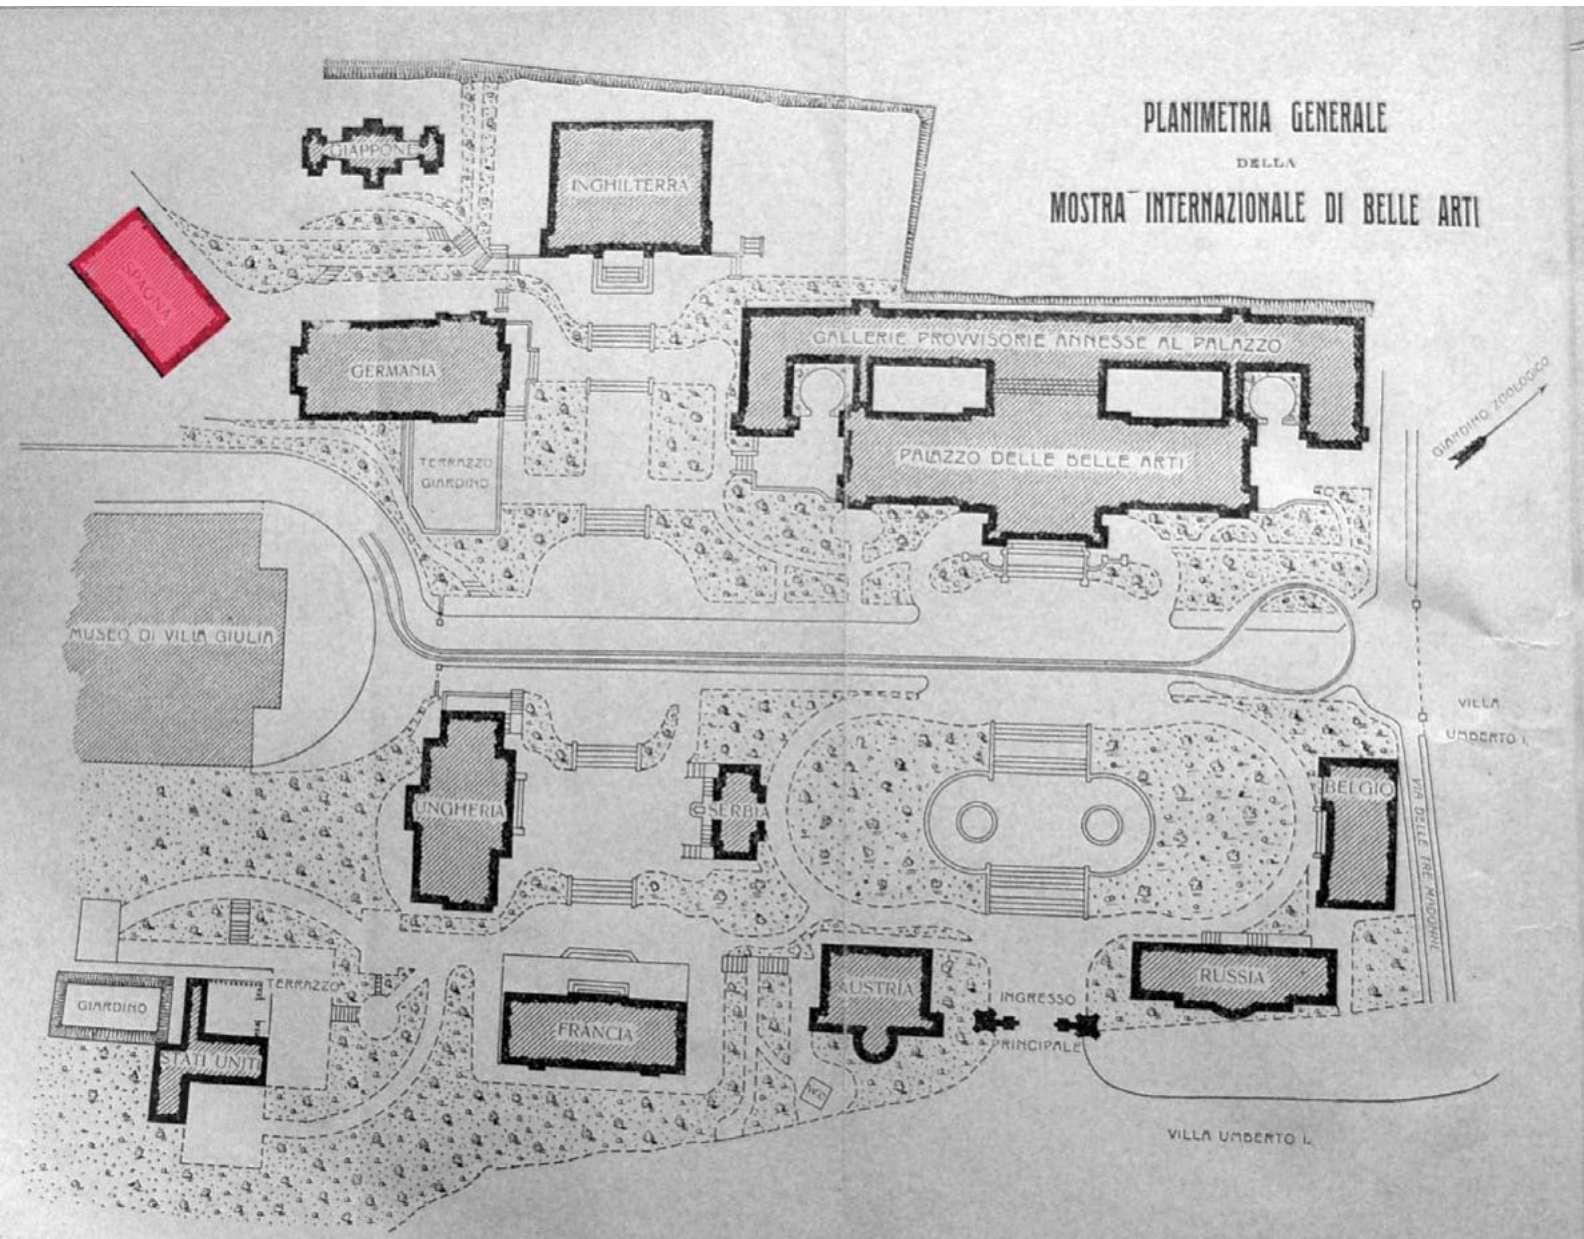 PLANIMETRIA GENERALE
DELLA
MOSTRA INTERNAZIONALE DI BELLE ARTI
GIAPPONE
INGHILTERRA
SPAGNA
GERMANIA
GALLERIE PROVVISORIE ANNESSE AL PALAZZO
PALAZZO DELLE BELLE ARTI
GIARDINO ZOOLOGICO
TERRAZZO
GIARDINO
MUSEO DI VILLA GIULIA
VILLA
UMBERTO I.
UNGHERIA
SERBIA
BELGIO
VIA DELLE TRE MADONNE
GIARDINO
TERRAZZO
STATI UNITI
FRANCIA
AUSTRIA
INGRESSO
PRINCIPALE
RUSSIA
VILLA UMBERTO I.